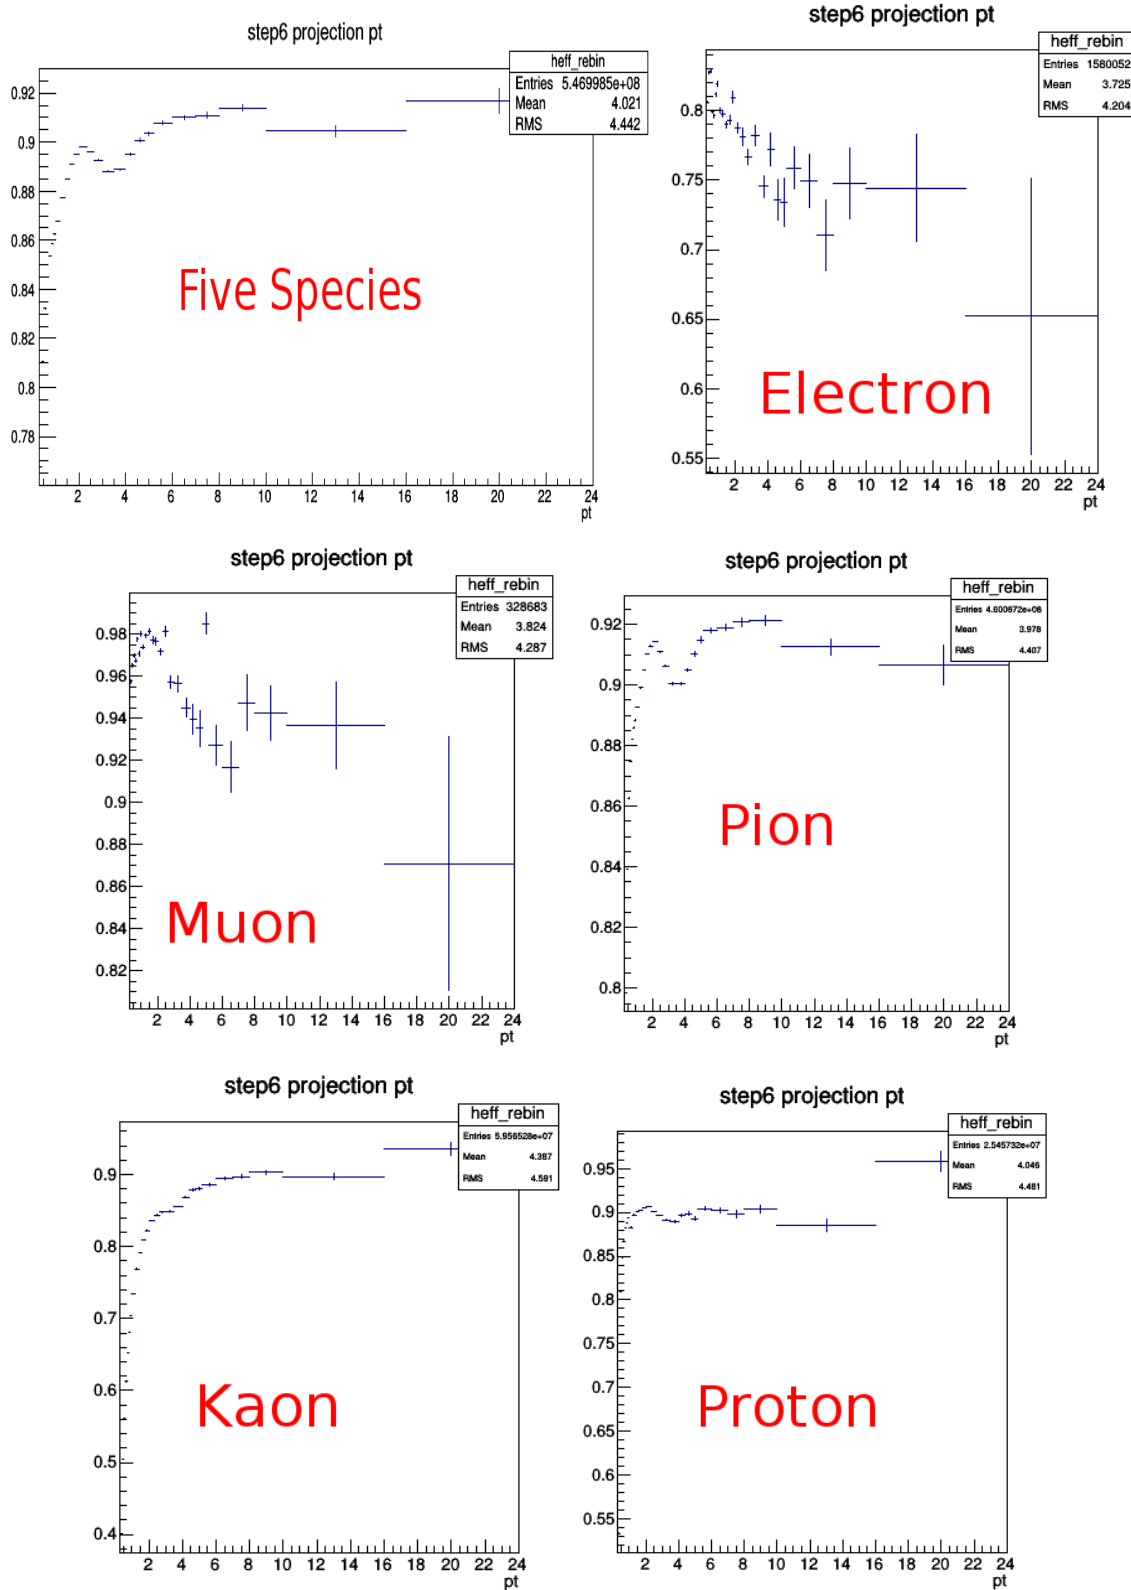 step6 projection pt
heff_rebin
Entries 5.469985e+08
Mean 4.021
RMS 4.442
0.92
0.9
0.88
0.86
0.84
0.82
0.8
0.78
Five Species
2 4 6 8 10 12 14 16 18 20 22 24
pt
step6 projection pt
heff_rebin
Entries 1580052
Mean 3.725
RMS 4.204
0.8
0.75
0.7
0.65
0.6
0.55
Electron
2 4 6 8 10 12 14 16 18 20 22 24
pt
step6 projection pt
heff_rebin
Entries 328683
Mean 3.824
RMS 4.287
0.98
0.96
0.94
0.92
0.9
0.88
0.86
0.84
0.82
Muon
2 4 6 8 10 12 14 16 18 20 22 24
pt
step6 projection pt
heff_rebin
Entries 4.600672e+08
Mean 3.978
RMS 4.407
0.92
0.9
0.88
0.86
0.84
0.82
0.8
Pion
2 4 6 8 10 12 14 16 18 20 22 24
pt
step6 projection pt
heff_rebin
Entries 5.956528e+07
Mean 4.387
RMS 4.591
0.9
0.8
0.7
0.6
0.5
0.4
Kaon
2 4 6 8 10 12 14 16 18 20 22 24
pt
step6 projection pt
heff_rebin
Entries 2.545732e+07
Mean 4.046
RMS 4.481
0.95
0.9
0.85
0.8
0.75
0.7
0.65
0.6
0.55
Proton
2 4 6 8 10 12 14 16 18 20 22 24
pt